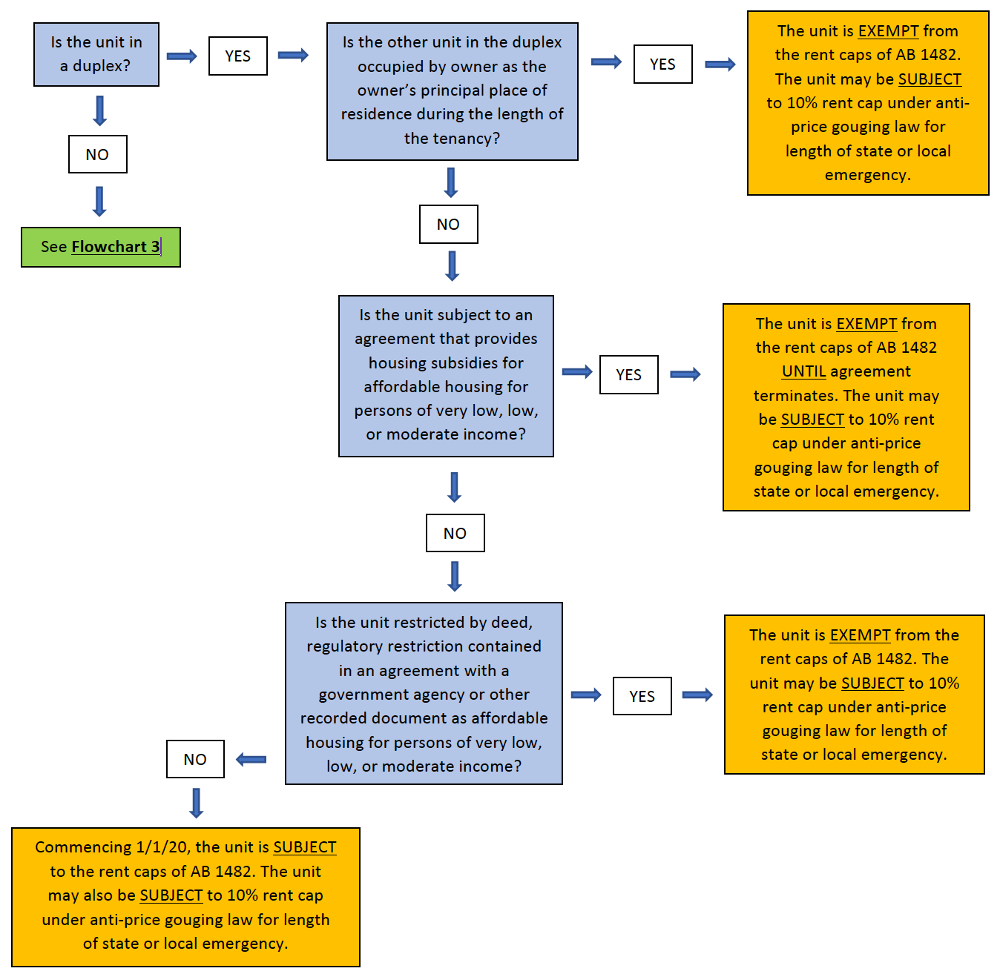 Is the unit in
a duplex?
YES
Is the other unit in the duplex
occupied by owner as the
owner’s principal place of
residence during the length of
the tenancy?
YES
The unit is EXEMPT from
the rent caps of AB 1482.
The unit may be SUBJECT
to 10% rent cap under anti-
price gouging law for
length of state or local
emergency.
NO
See Flowchart 3
NO
Is the unit subject to an
agreement that provides
housing subsidies for
affordable housing for
persons of very low, low,
or moderate income?
YES
The unit is EXEMPT from
the rent caps of AB 1482
UNTIL agreement
terminates. The unit may
be SUBJECT to 10% rent
cap under anti-price
gouging law for length of
state or local emergency.
NO
Is the unit restricted by deed,
regulatory restriction contained
in an agreement with a
government agency or other
recorded document as affordable
housing for persons of very low,
low, or moderate income?
YES
The unit is EXEMPT from the
rent caps of AB 1482. The
unit may be SUBJECT to 10%
rent cap under anti-price
gouging law for length of
state or local emergency.
NO
Commencing 1/1/20, the unit is SUBJECT
to the rent caps of AB 1482. The unit
may also be SUBJECT to 10% rent cap
under anti-price gouging law for length
of state or local emergency.